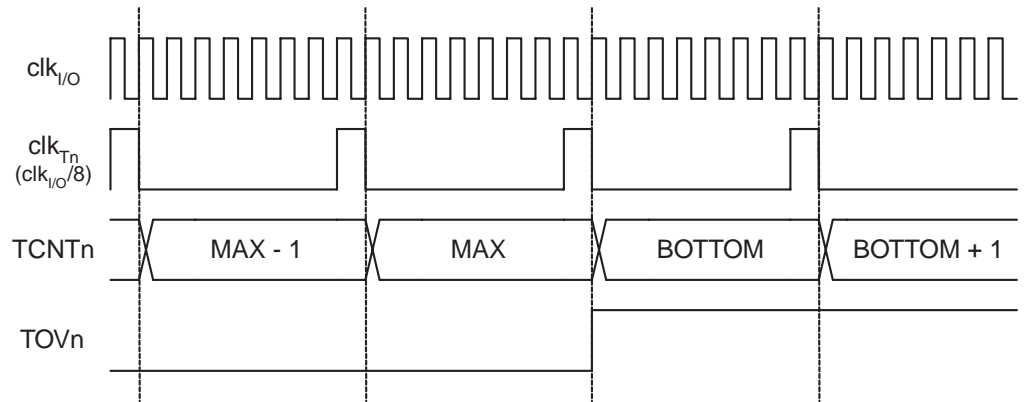 clkI/O
clkTn
(clkI/O/8)
TCNTn
MAX - 1
MAX
BOTTOM
BOTTOM + 1
TOVn